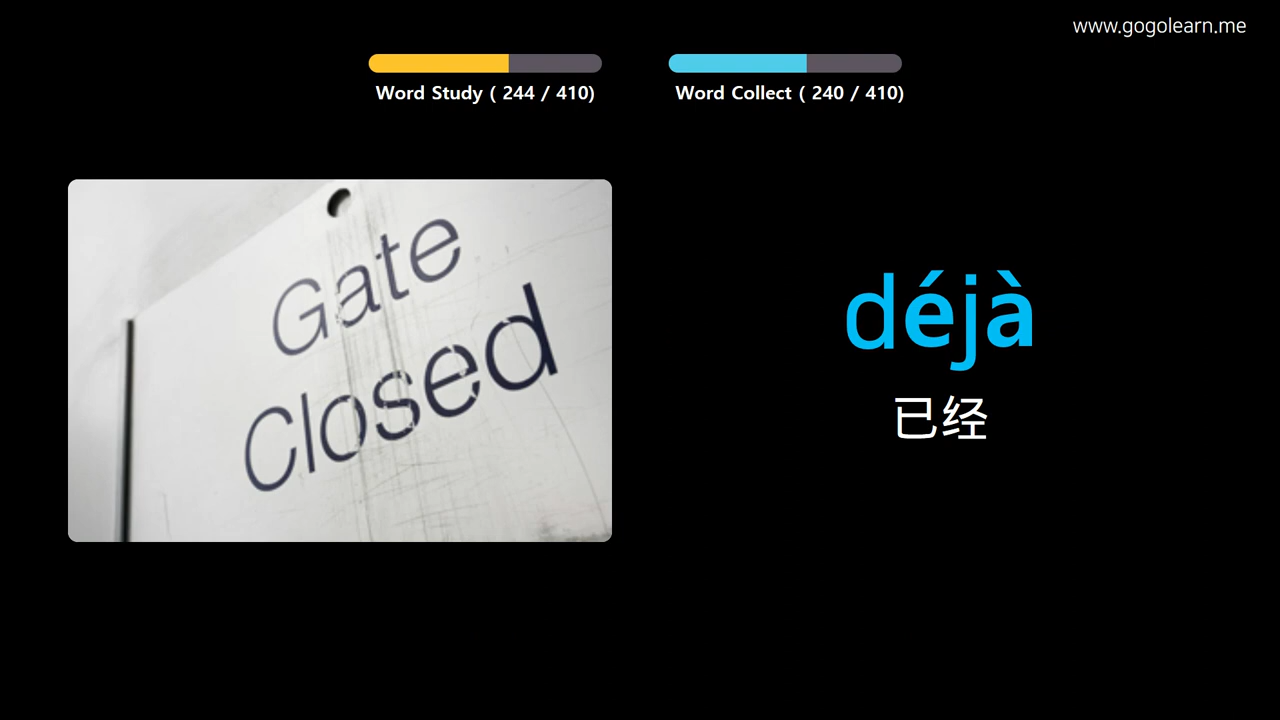 www.gogolearn.me
Word Study ( 244 / 410)
Word Collect ( 240 / 410)
Gate
Closed
déjà
已经